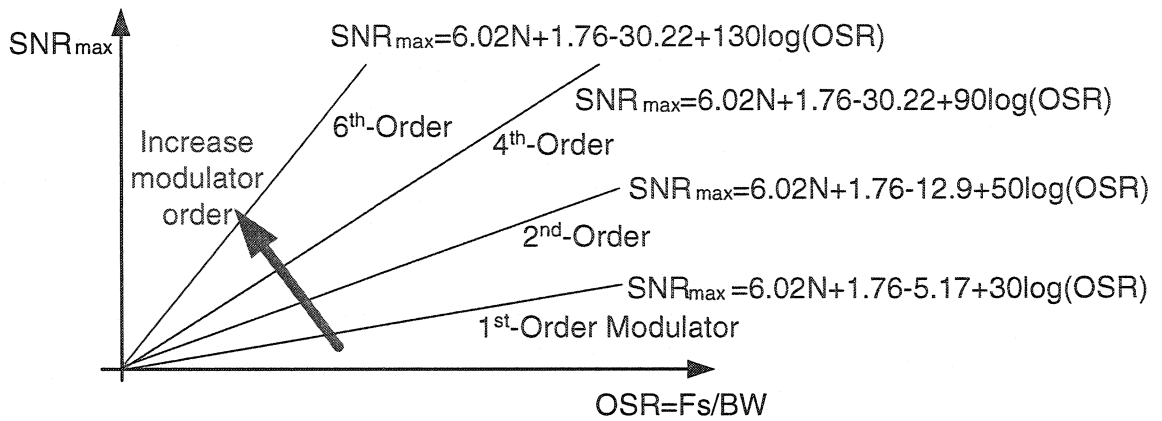 SNRmax
SNRmax=6.02N+1.76-30.22+130log(OSR)
SNRmax=6.02N+1.76-30.22+90log(OSR)
6th-Order
4th-Order
Increase
modulator
order
SNRmax=6.02N+1.76-12.9+50log(OSR)
2nd-Order
SNRmax=6.02N+1.76-5.17+30log(OSR)
1st-Order Modulator
OSR=Fs/BW